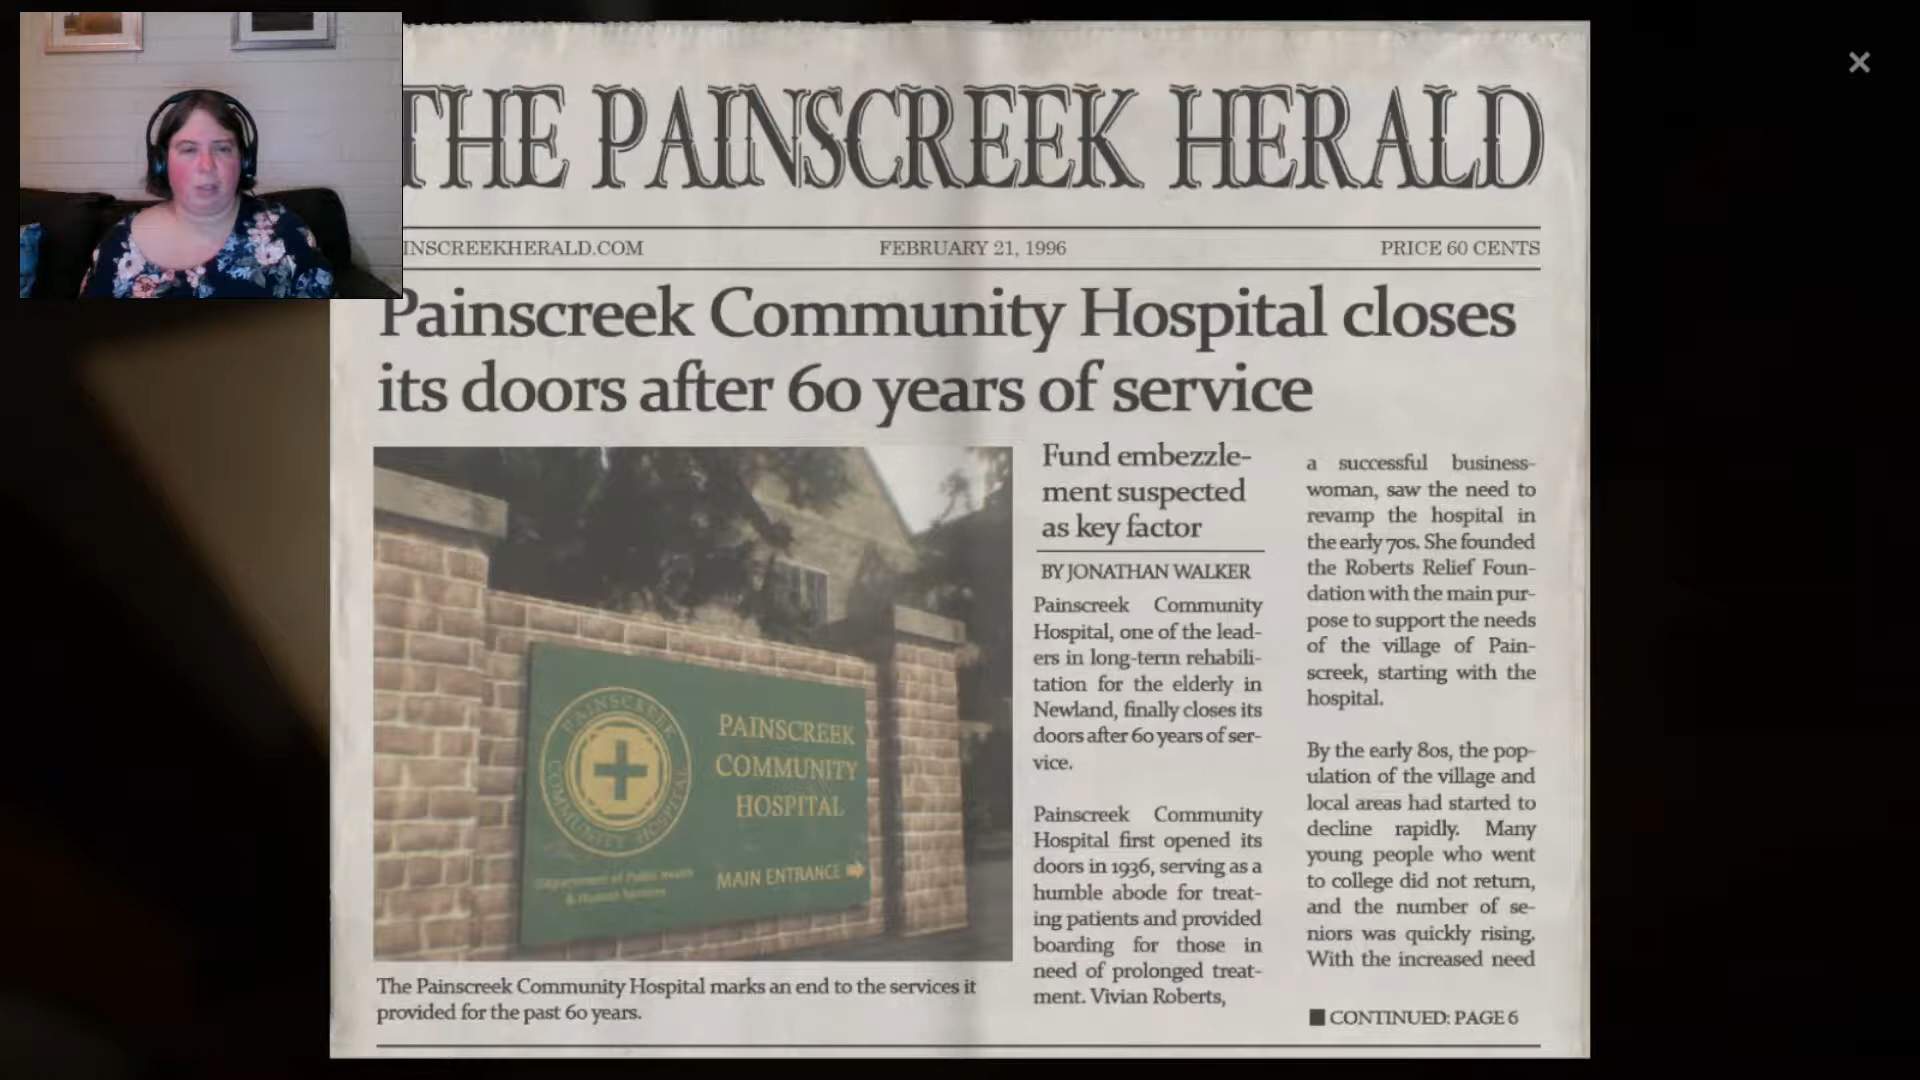 THE PAINSCREEK HERALD
INSCREEKHERALD.COM
FEBRUARY 21, 1996
PRICE 60 CENTS
Painscreek Community Hospital closes
its doors after 60 years of service
PAINSCREEK
COMMUNITY HOSPITAL
PAINSCREEK
COMMUNITY
HOSPITAL
Department of Public Health
& Human Services
MAIN ENTRANCE
The Painscreek Community Hospital marks an end to the services it
provided for the past 60 years.
Fund embezzle-
ment suspected
as key factor
BY JONATHAN WALKER
Painscreek Community
Hospital, one of the lead-
ers in long-term rehabili-
tation for the elderly in
Newland, finally closes its
doors after 60 years of ser-
vice.
Painscreek Community
Hospital first opened its
doors in 1936, serving as a
humble abode for treat-
ing patients and provided
boarding for those in
need of prolonged treat-
ment. Vivian Roberts,
a successful business-
woman, saw the need to
revamp the hospital in
the early 70s. She founded
the Roberts Relief Foun-
dation with the main pur-
pose to support the needs
of the village of Pain-
screek, starting with the
hospital.
By the early 80s, the pop-
ulation of the village and
local areas had started to
decline rapidly. Many
young people who went
to college did not return,
and the number of se-
niors was quickly rising.
With the increased need
CONTINUED: PAGE 6